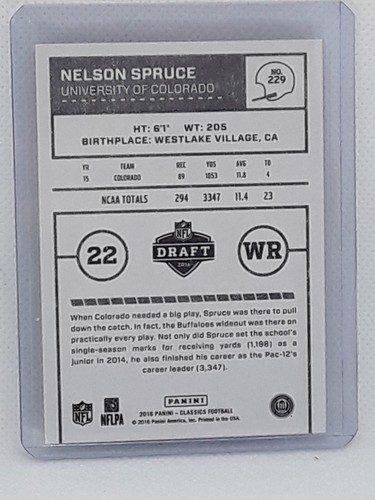 NELSON SPRUCE
UNIVERSITY OF COLORADO
NO.
229
HT: 6'1" WT: 205
BIRTHPLACE: WESTLAKE VILLAGE, CA
YR TEAM REC YDS AVG TD
15 COLORADO 89 1053 11.8 4
NCAA TOTALS 294 3347 11.4 23
22
NFL
DRAFT
2016
WR
When Colorado needed a big play, Spruce was there to pull
down the catch. In fact, the Buffaloes wideout was there on
practically every play. Not only did Spruce set the school's
single-season marks for receiving yards (1,198) as a
junior in 2014, he also finished his career as the Pac-12's
career leader (3,347).
NFL
NFLPA
PANINI
2016 PANINI - CLASSICS FOOTBALL
© 2016 Panini America, Inc. Printed in the USA.